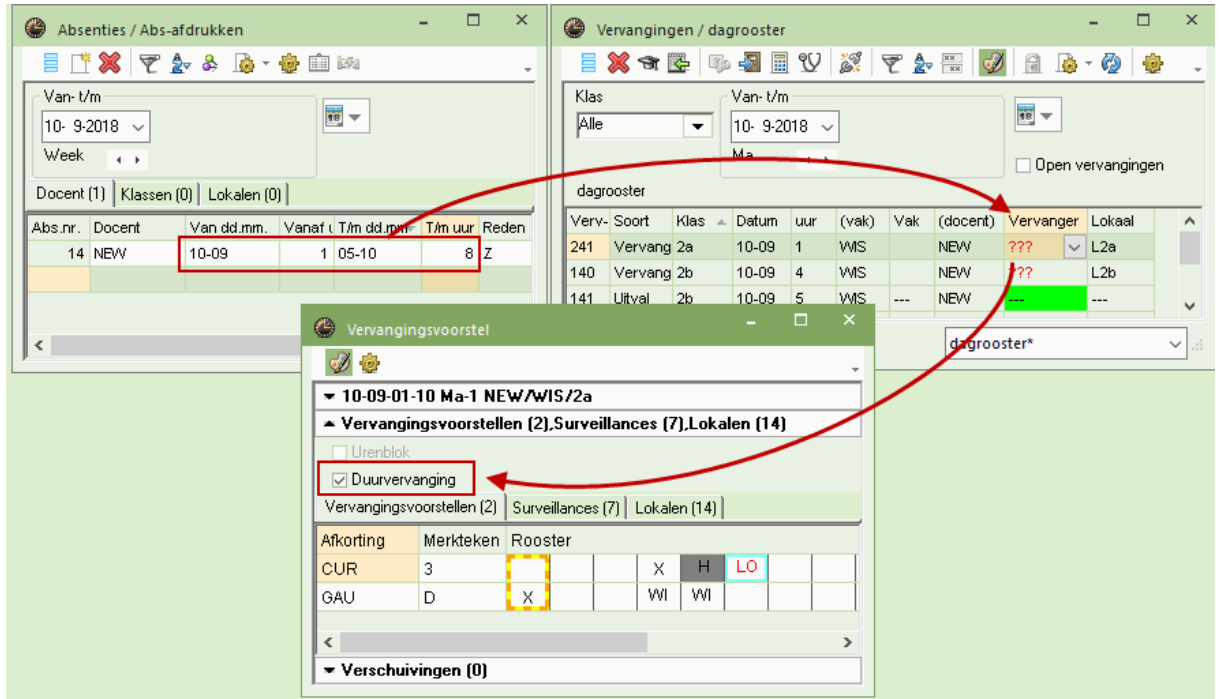 Absenties / Abs-afdrukken
Van- t/m
10- 9-2018
Week
Docent (1) Klassen (0) Lokalen (0)
Abs.nr. Docent Van dd.mm. Vanaf u T/m dd.mm T/m uur Reden
14 NEW 10-09 1 05-10 8 Z
Vervangingen / dagrooster
Klas Van- t/m
Alle 10- 9-2018
Ma
Open vervangingen
dagrooster
Verv- Soort Klas Datum uur (vak) Vak (docent) Vervanger Lokaal
241 Vervang 2a 10-09 1 WIS NEW ??? L2a
140 Vervang 2b 10-09 4 WIS NEW ??? L2b
141 Uitval 2b 10-09 5 WIS --- NEW --- ---
dagrooster*
Vervangingsvoorstel
10-09-01-10 Ma-1 NEW/WIS/2a
Vervangingsvoorstellen (2),Surveillances (7),Lokalen (14)
Urenblok
Duurvervanging
Vervangingsvoorstellen (2) Surveillances (7) Lokalen (14)
Afkorting Merkteken Rooster
CUR 3 X H LO
GAU D X WI WI
Verschuivingen (0)